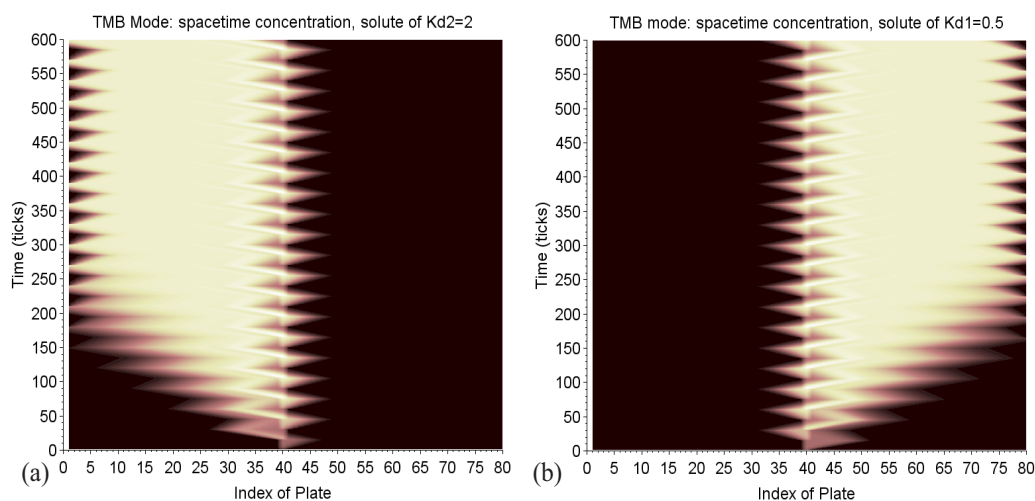 TMB Mode: spacetime concentration, solute of Kd2=2
600
550
500
450
400
350
300
250
200
150
100
50
0
Time (ticks)
0 5 10 15 20 25 30 35 40 45 50 55 60 65 70 75 80
Index of Plate
(a)
TMB mode: spacetime concentration, solute of Kd1=0.5
600
550
500
450
400
350
300
250
200
150
100
50
0
Time (ticks)
0 5 10 15 20 25 30 35 40 45 50 55 60 65 70 75 80
Index of Plate
(b)